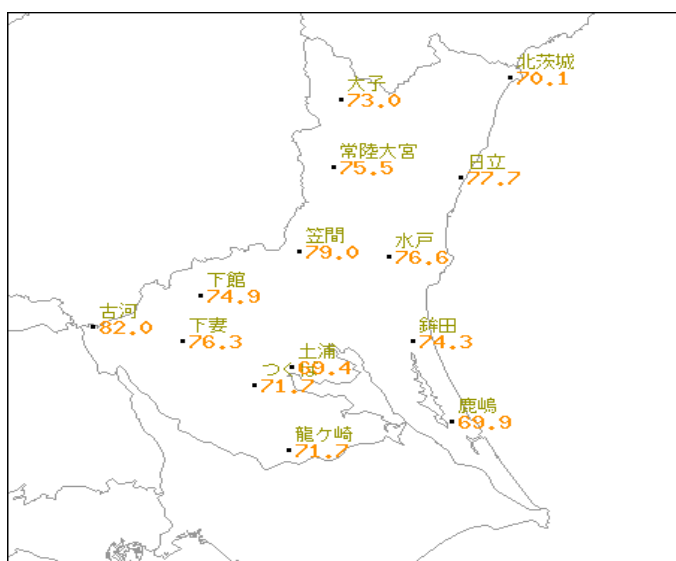 北茨城
70.1
大子
73.0
常陸大宮
75.5
日立
77.7
笠間
79.0
水戸
76.6
下館
74.9
古河
82.0
下妻
76.3
鉾田
74.3
土浦
69.4
つくば
71.7
鹿嶋
69.9
龍ケ崎
71.7